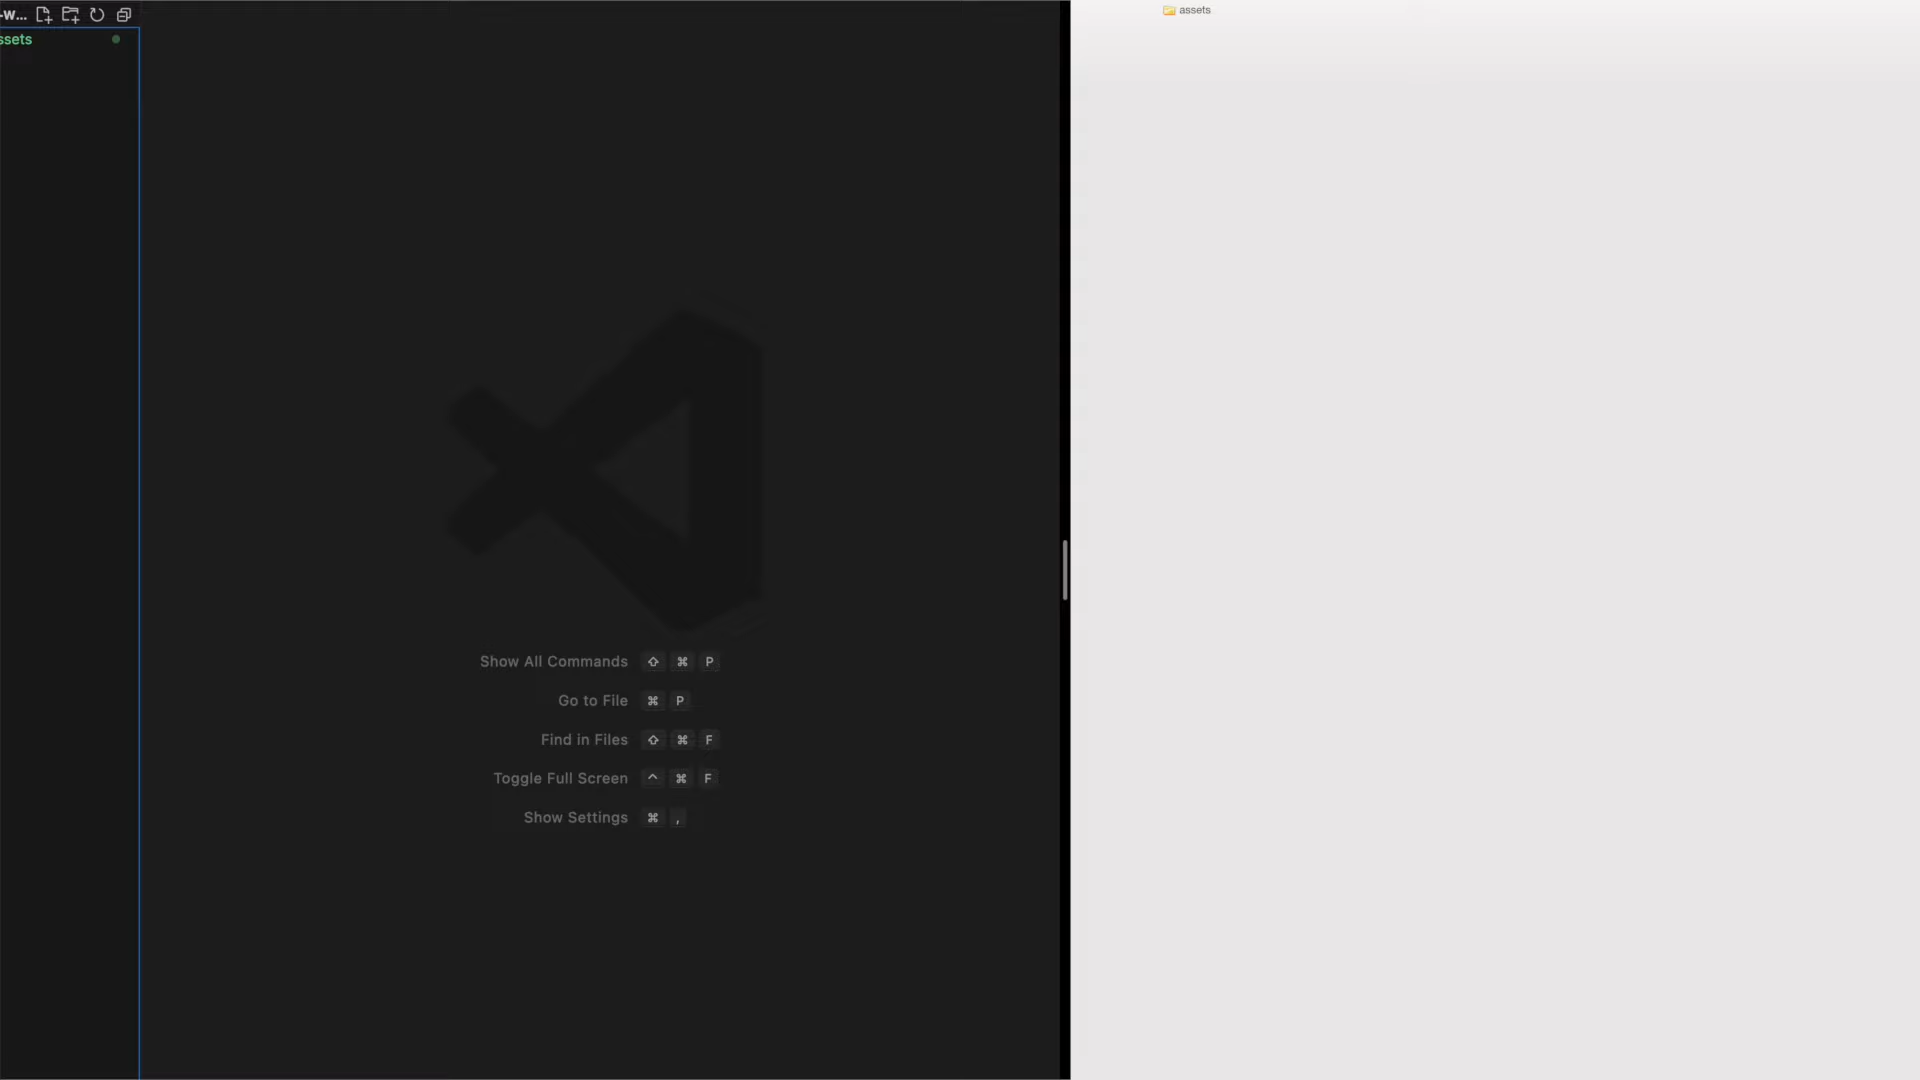 -w...
ssets
Show All Commands ⇧ ⌘ P
Go to File ⌘ P
Find in Files ⇧ ⌘ F
Toggle Full Screen ^ ⌘ F
Show Settings ⌘ ,
assets